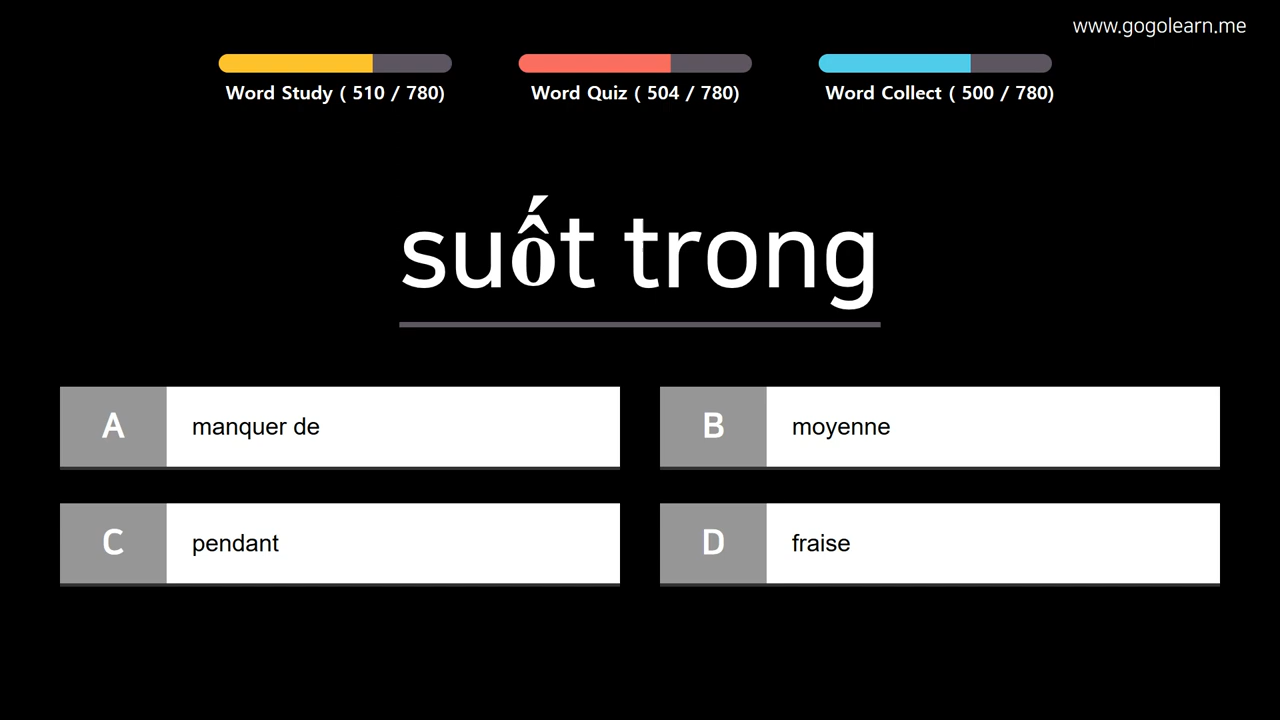 www.gogolearn.me
Word Study ( 510 / 780)
Word Quiz ( 504 / 780)
Word Collect ( 500 / 780)
suốt trong
A manquer de
B moyenne
C pendant
D fraise